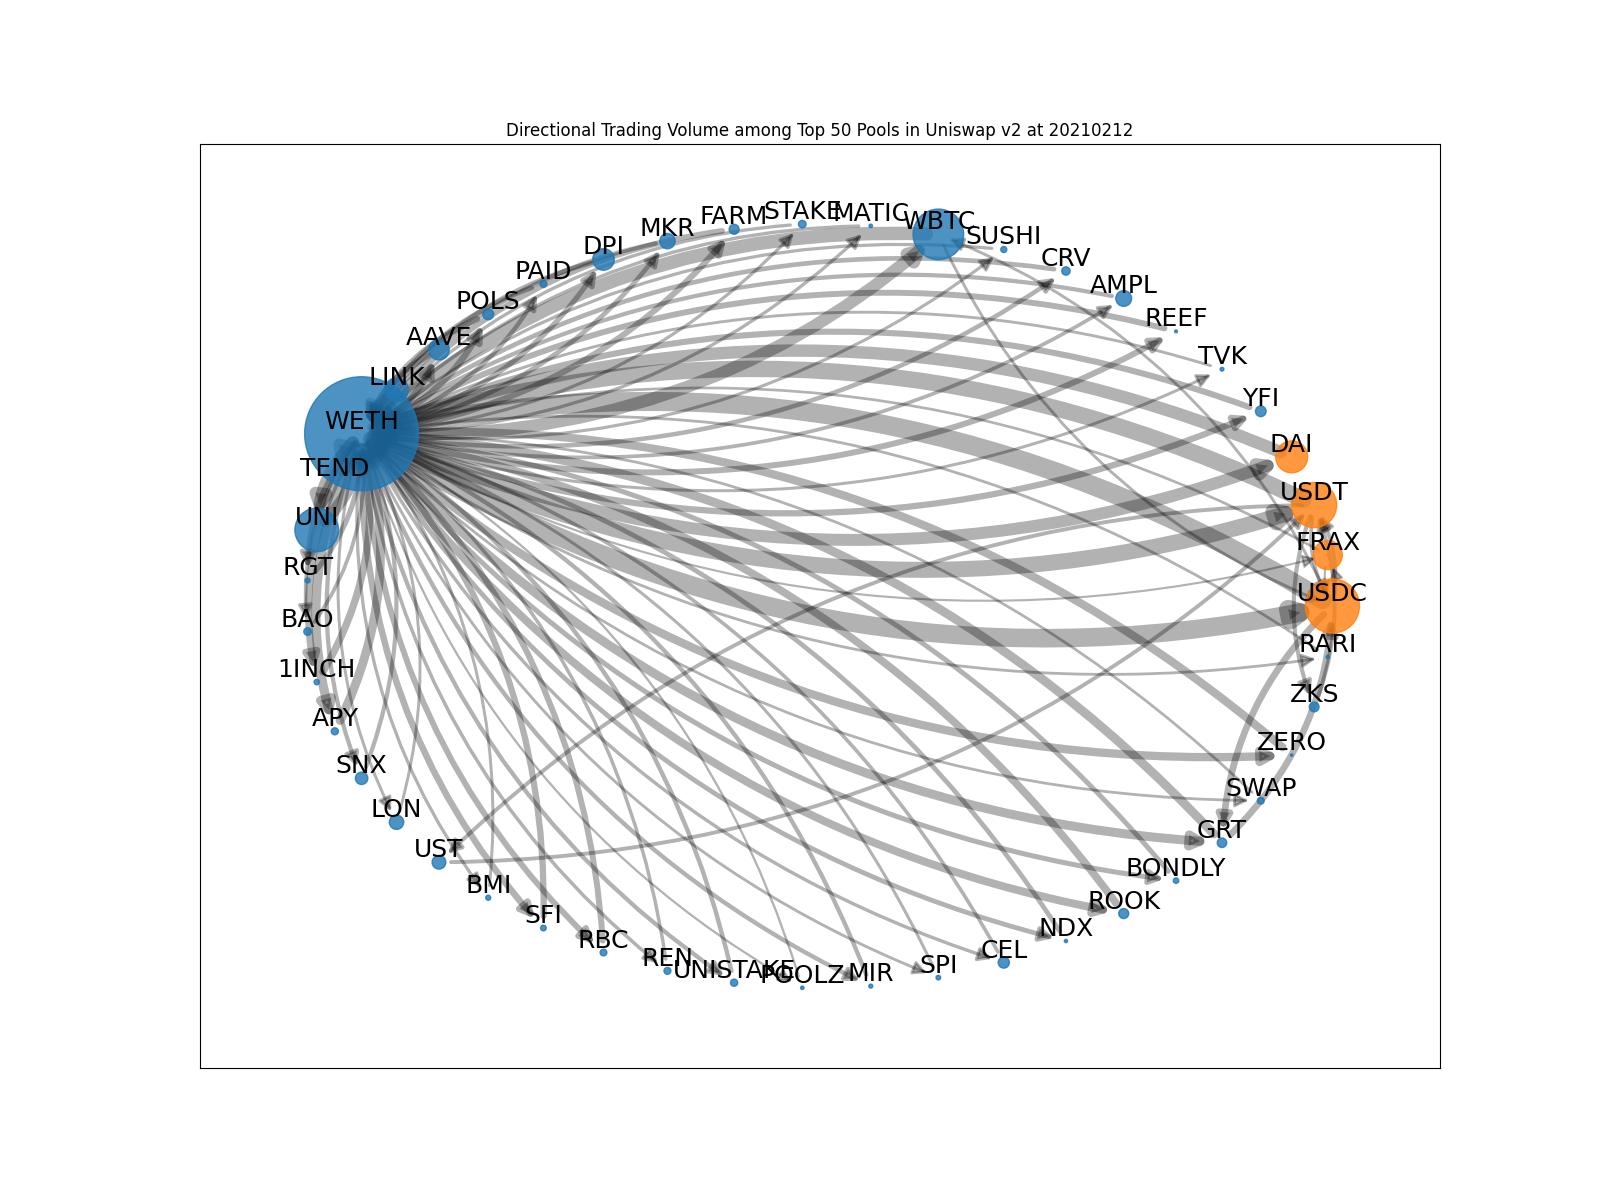 Directional Trading Volume among Top 50 Pools in Uniswap v2 at 20210212
STAKE
MATIC
FARM
WBTC
MKR
SUSHI
DPI
CRV
PAID
AMPL
POLS
REEF
AAVE
TVK
LINK
YFI
WETH
DAI
TEND
USDT
UNI
FRAX
RGT
USDC
BAO
RARI
1INCH
ZKS
APY
ZERO
SNX
SWAP
LON
GRT
UST
BONDLY
BMI
ROOK
SFI
NDX
RBC
CEL
REN
SPI
UNISTAKE
POOLZ
MIR